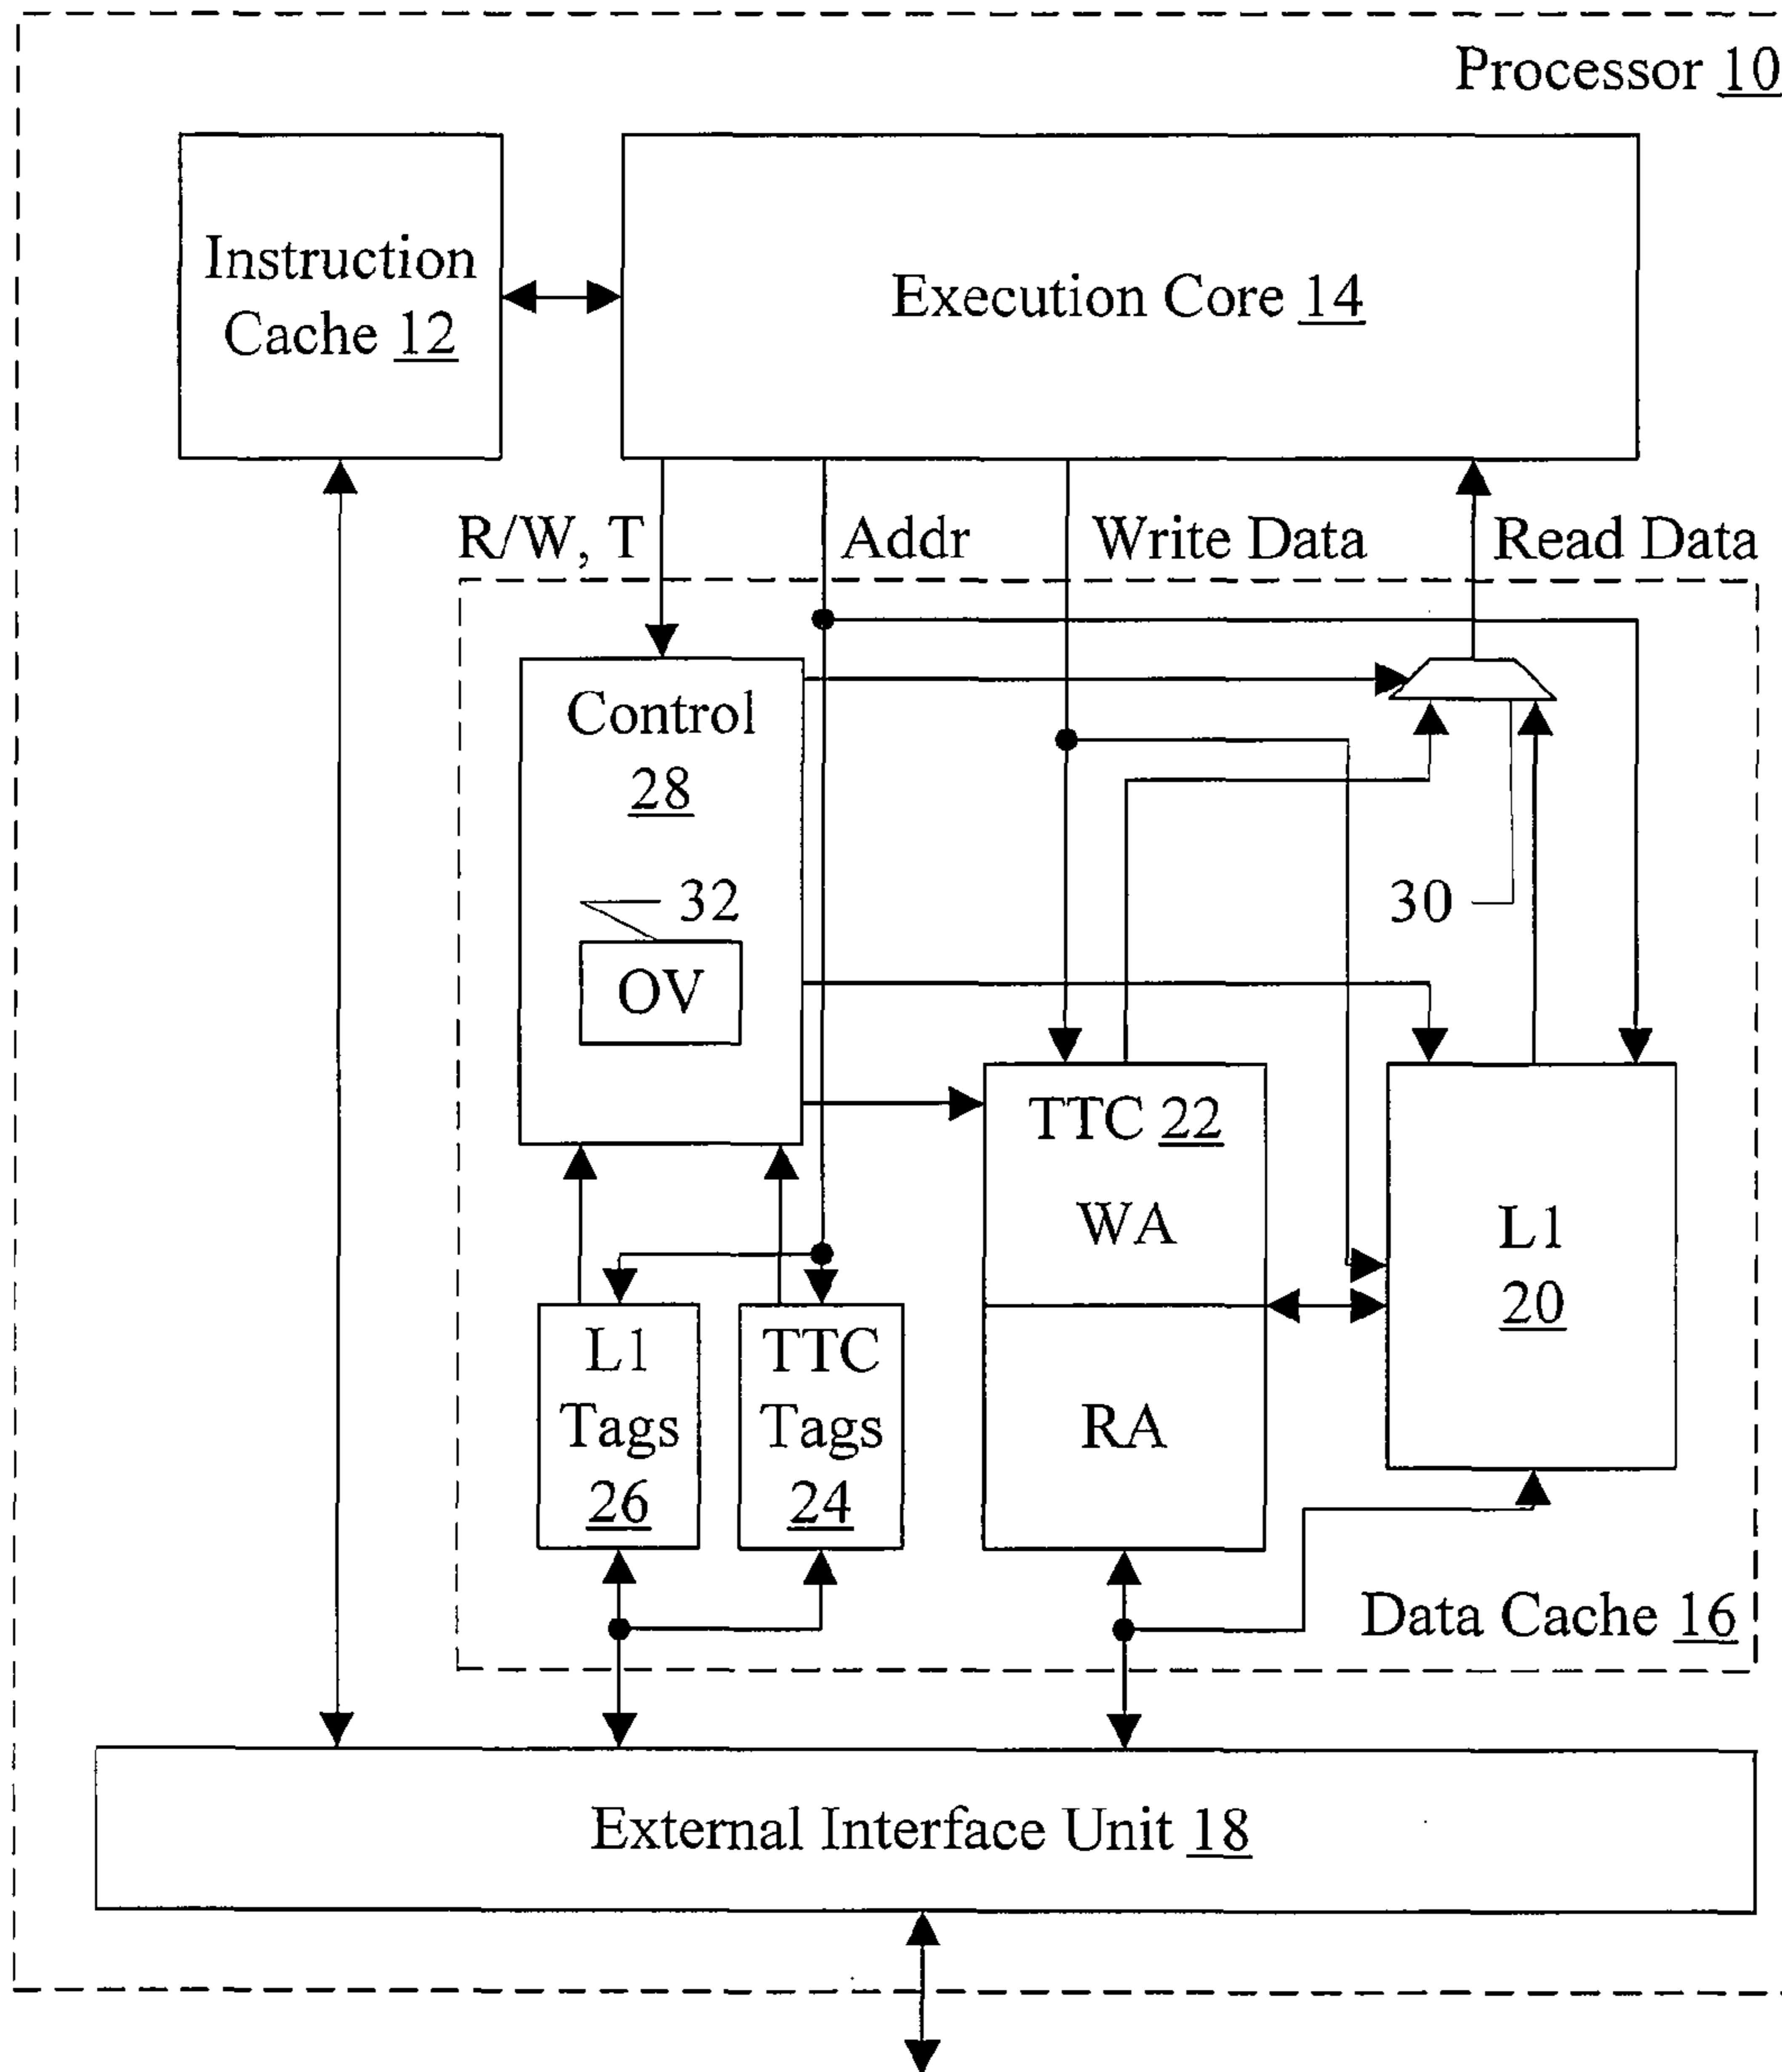 Processor 10
Instruction
Cache 12
Execution Core 14
R/W, T
Addr
Write Data
Read Data
Control
28
32
OV
30
TTC 22
WA
RA
L1
20
L1
Tags
26
TTC
Tags
24
Data Cache 16
External Interface Unit 18